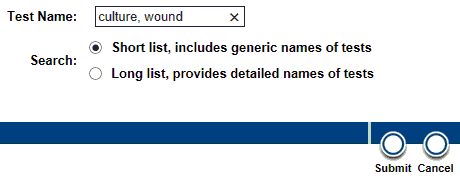 Test Name: culture, wound ×
Search: Short list, includes generic names of tests
Long list, provides detailed names of tests
Submit Cancel